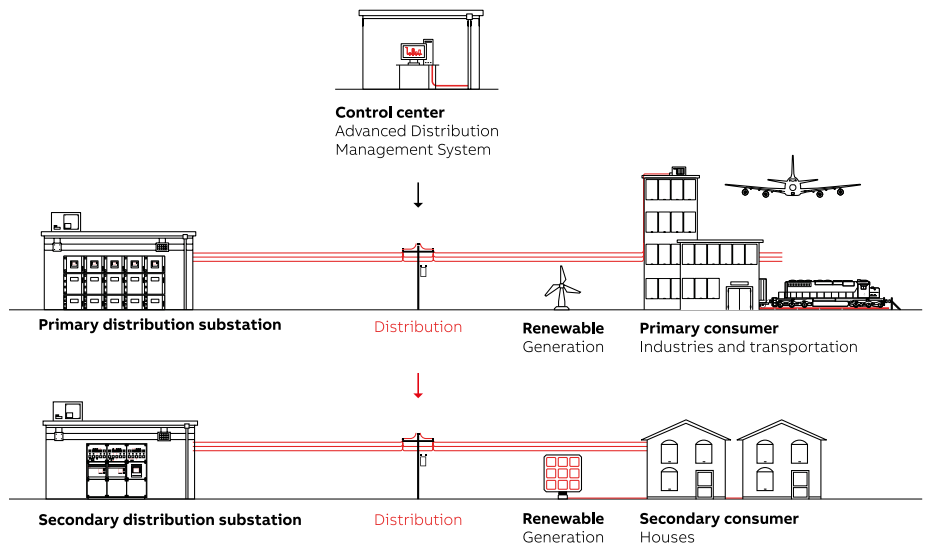 Control center
Advanced Distribution
Management System
Primary distribution substation
Distribution
Renewable
Generation
Primary consumer
Industries and transportation
Secondary distribution substation
Distribution
Renewable
Generation
Secondary consumer
Houses